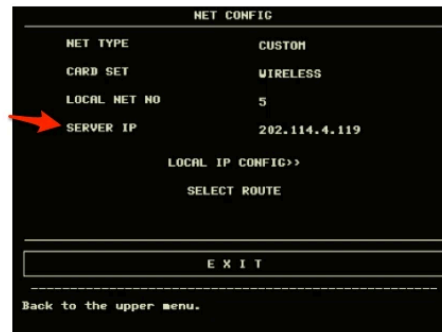 NET CONFIG
NET TYPE CUSTOM
CARD SET WIRELESS
LOCAL NET NO 5
SERVER IP 202.114.4.119
LOCAL IP CONFIG>>
SELECT ROUTE
E X I T
Back to the upper menu.